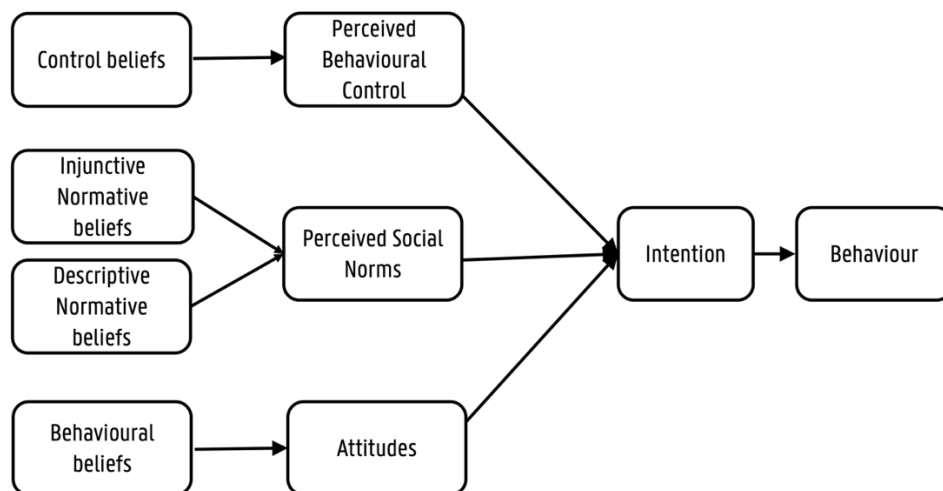 Control beliefs
Perceived
Behavioural
Control
Injunctive
Normative
beliefs
Descriptive
Normative
beliefs
Perceived Social
Norms
Intention
Behaviour
Behavioural
beliefs
Attitudes